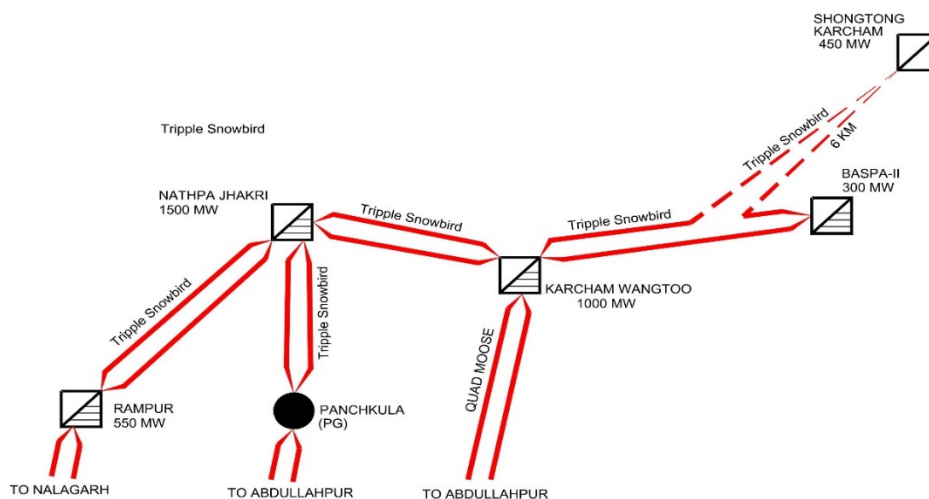 SHONGTONG
KARCHAM
450 MW
Tripple Snowbird
Tripple Snowbird
6 KM
BASPA-II
300 MW
NATHPA JHAKRI
1500 MW
Tripple Snowbird
Tripple Snowbird
KARCHAM WANGTOO
1000 MW
Tripple Snowbird
Tripple Snowbird
QUAD MOOSE
RAMPUR
550 MW
PANCHKULA
(PG)
TO NALAGARH
TO ABDULLAHPUR
TO ABDULLAHPUR